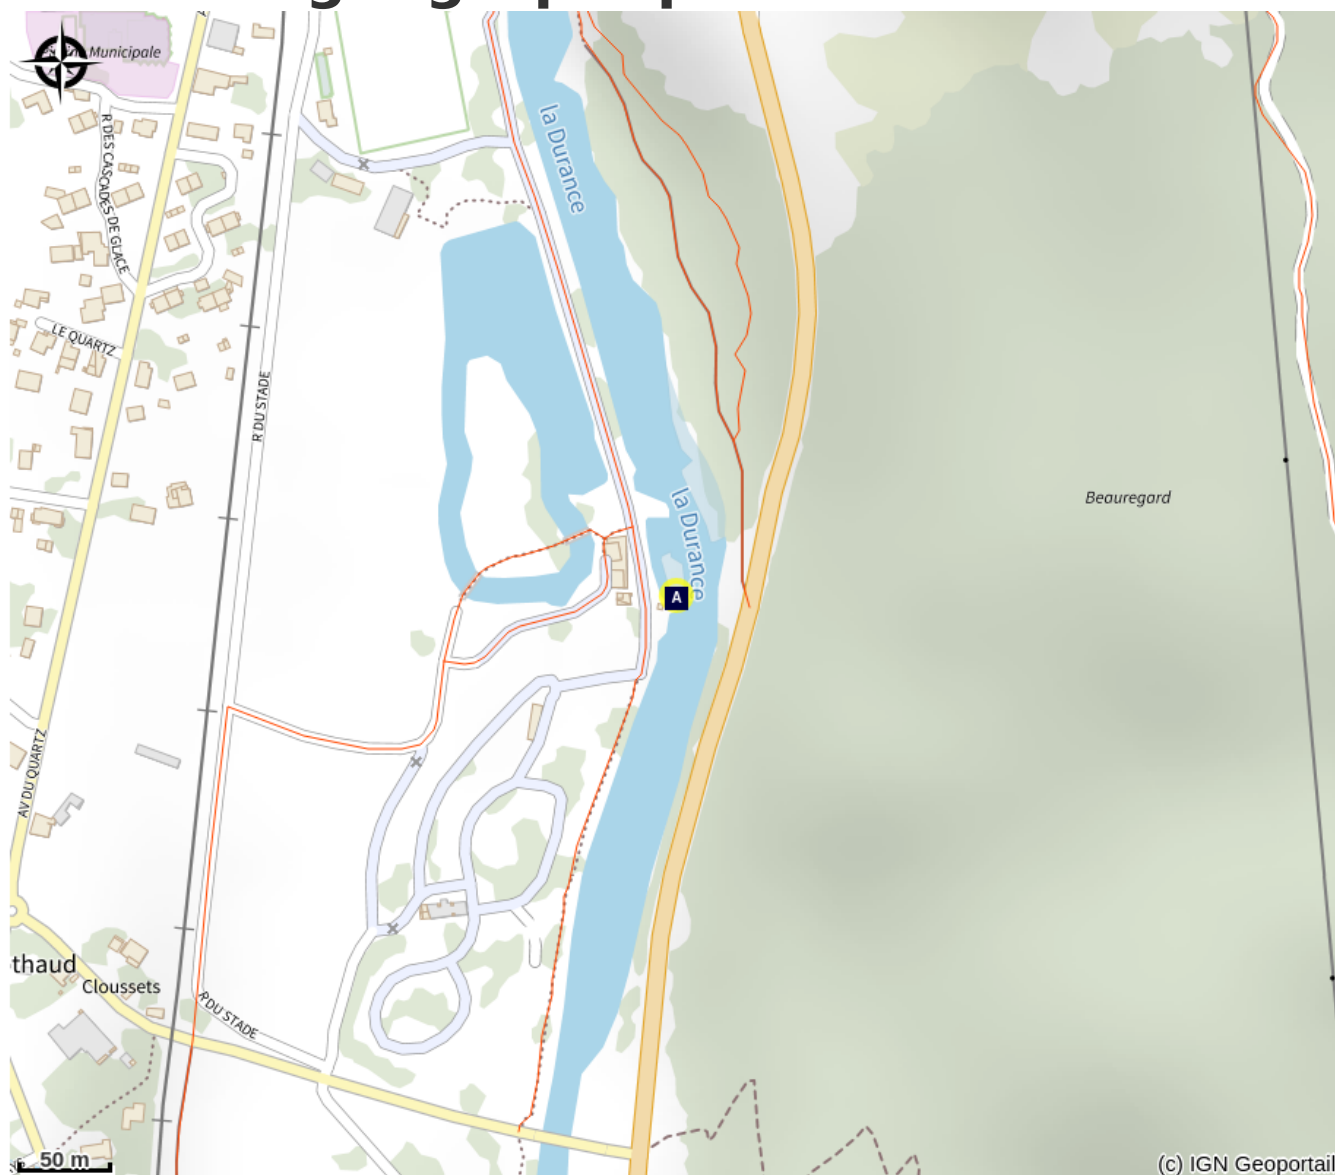 Municipale
la Durance
R DES CASCADES DE GLACE
LE QUARTZ
R DU STADE
la Durance
Beauregard
A
AV DU QUARTZ
thaud
Cloussets
R DU STADE
50 m
(c) IGN Geoportail